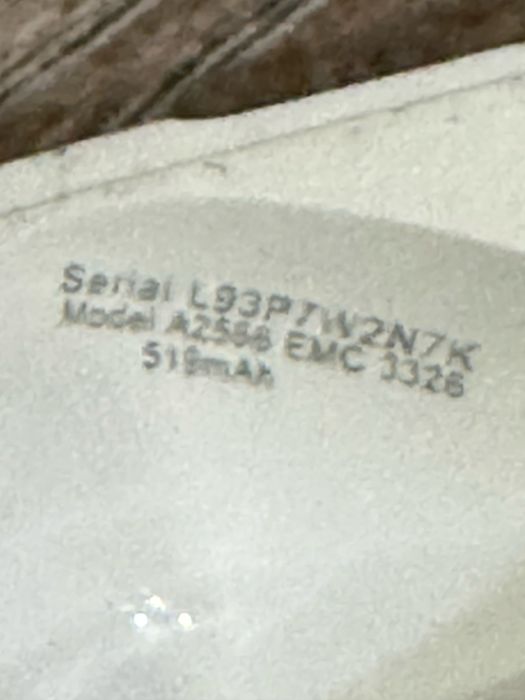 Serial L93P7W2N7K
Model A2566 EMC 3326
519mAh